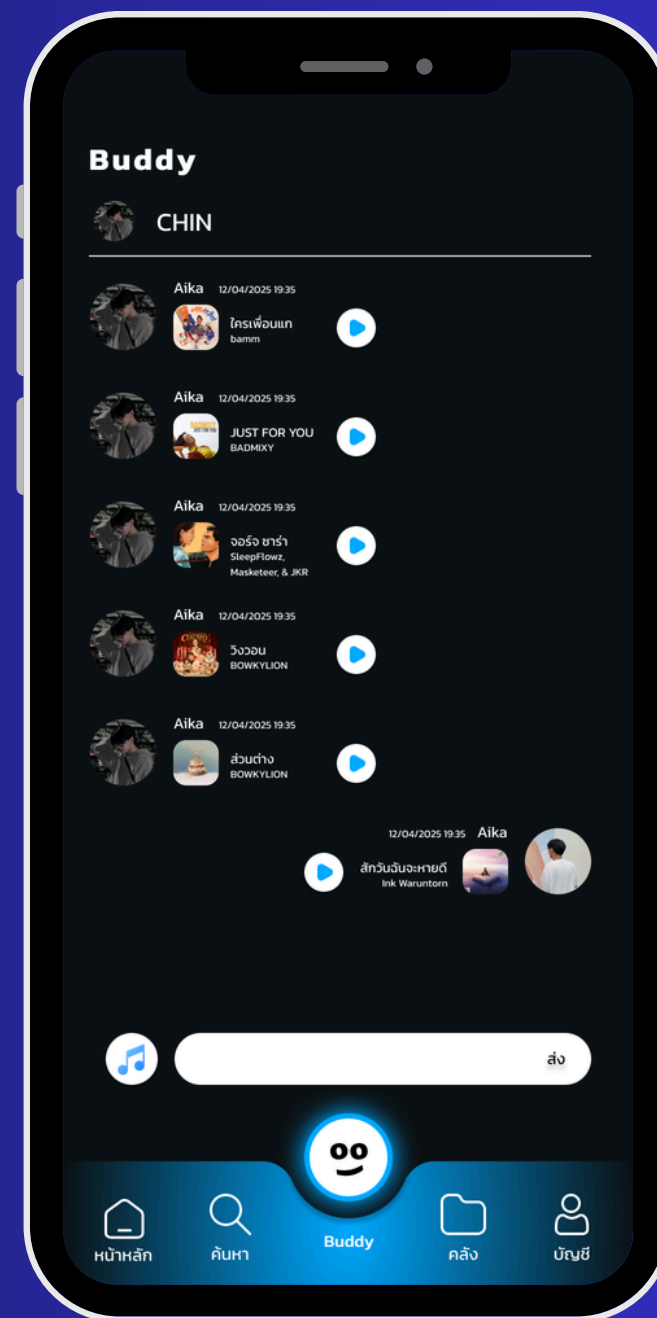 Buddy
CHIN
Aika 12/04/2025 19:35
ใครเพื่อนแก
bamm
Aika 12/04/2025 19:35
JUST FOR YOU
BADMIXY
Aika 12/04/2025 19:35
จอร์จ ซาร่า
SleepFlowz,
Masketeer, & JKR
Aika 12/04/2025 19:35
วิงวอน
BOWKYLION
Aika 12/04/2025 19:35
ส่วนต่าง
BOWKYLION
12/04/2025 19:35 Aika
สักวันฉันจะหายดี
Ink Waruntorn
ส่ง
หน้าหลัก
ค้นหา
Buddy
คลัง
บัญชี